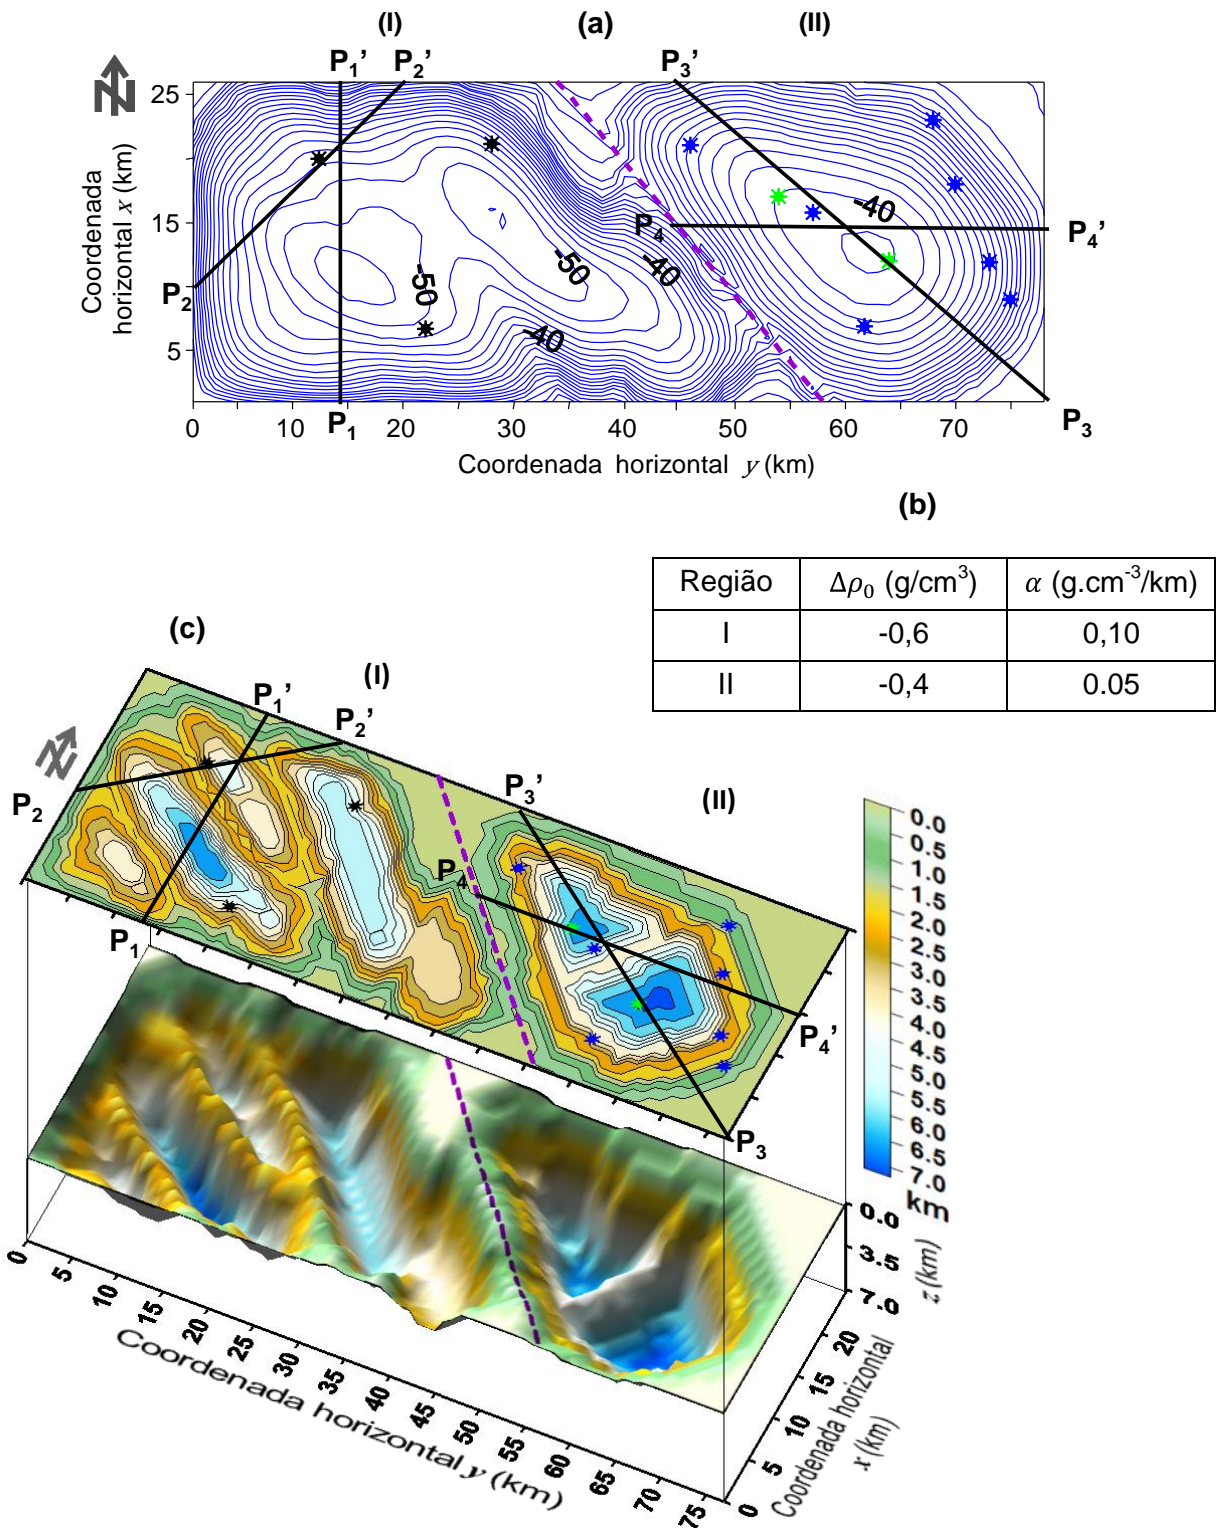 (I) (a) (II)
P1’ P2’ P3’
N
25
15
5
Coordenada
horizontal x (km)
P2
P4
P4’
-50
-50
-40
-40
-40
0 10 20 30 40 50 60 70
P1
P3
Coordenada horizontal y (km)
(b)
Região Δρ0 (g/cm3) α (g.cm-3/km)
I -0,6 0,10
II -0,4 0.05
(c)
(I)
(II)
N
P1’
P2’
P3’
P2
P4
P1
P4’
P3
0.0
0.5
1.0
1.5
2.0
2.5
3.0
3.5
4.0
4.5
5.0
5.5
6.0
6.5
7.0
km
0.0
3.5
7.0
z (km)
0 5 10 15 20 25 30 35 40 45 50 55 60 65 70 75
Coordenada horizontal y (km)
0 5 10 15 20
Coordenada horizontal
x (km)